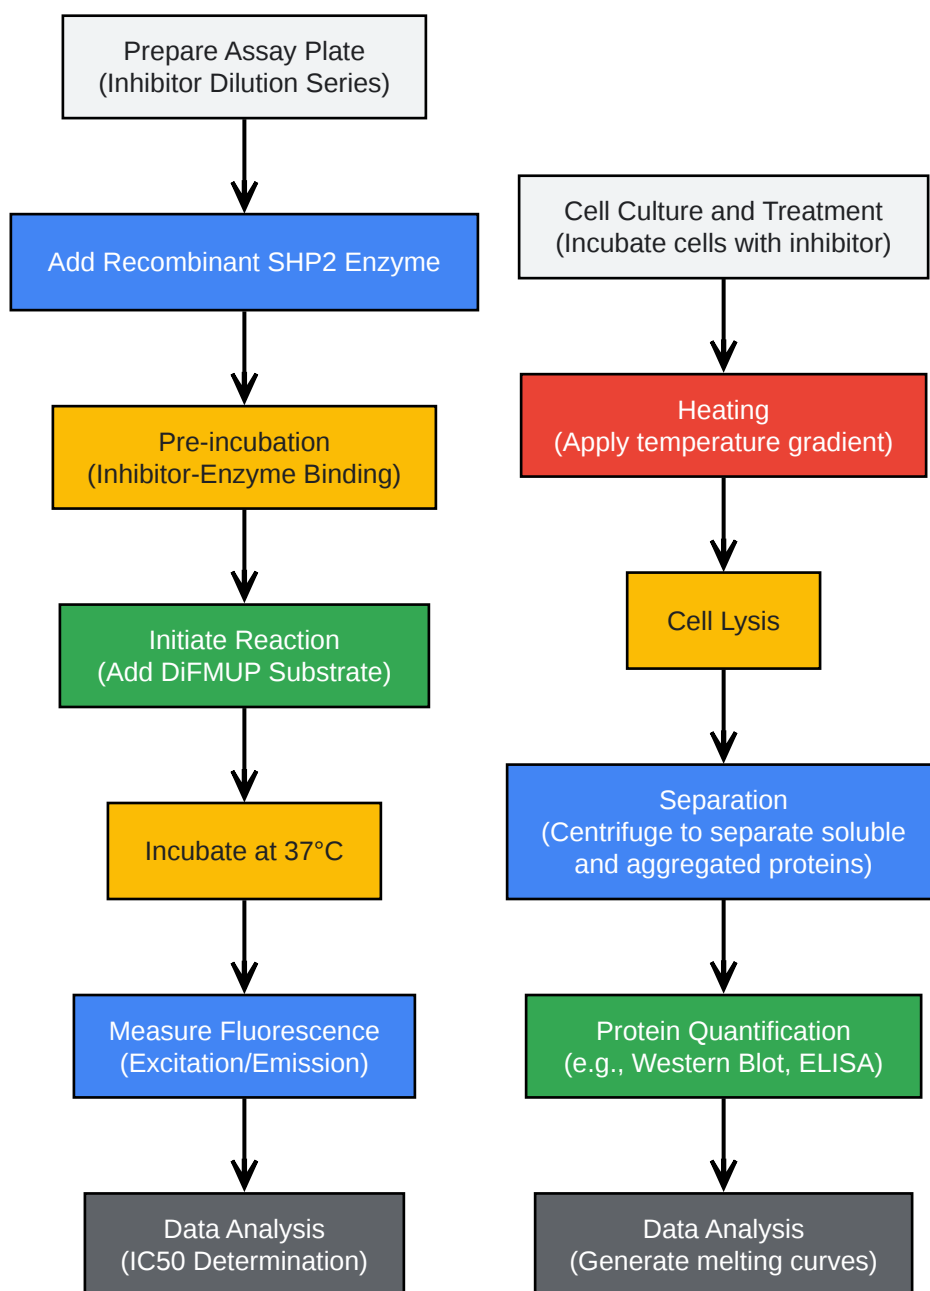 Prepare Assay Plate
(Inhibitor Dilution Series)
Add Recombinant SHP2 Enzyme
Pre-incubation
(Inhibitor-Enzyme Binding)
Initiate Reaction
(Add DiFMUP Substrate)
Incubate at 37°C
Measure Fluorescence
(Excitation/Emission)
Data Analysis
(IC50 Determination)
Cell Culture and Treatment
(Incubate cells with inhibitor)
Heating
(Apply temperature gradient)
Cell Lysis
Separation
(Centrifuge to separate soluble
and aggregated proteins)
Protein Quantification
(e.g., Western Blot, ELISA)
Data Analysis
(Generate melting curves)